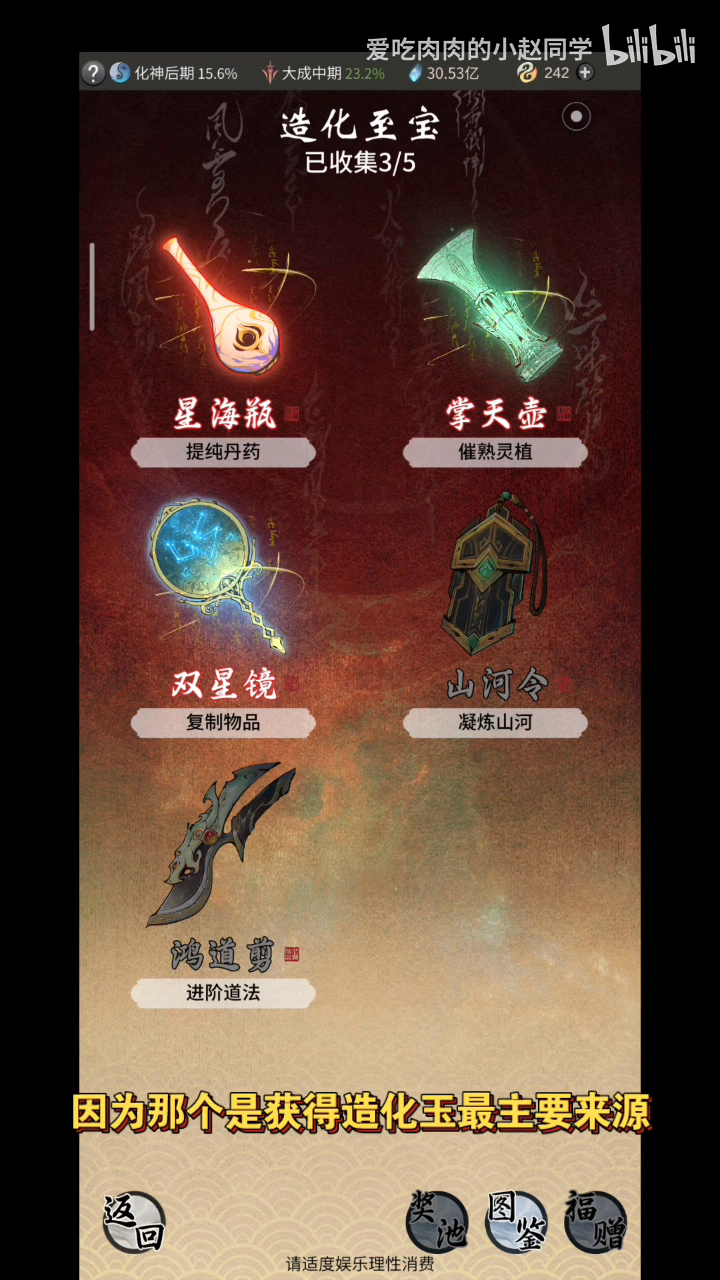 爱吃肉肉的小赵同学 bilibili
? 化神后期 15.6% 大成中期 23.2% 30.53亿 242 +
造化至宝
已收集3/5
星海瓶 掌天壶
提纯丹药 催熟灵植
双星镜 山河令
复制物品 凝炼山河
鸿道剪
进阶道法
因为那个是获得造化玉最主要来源
返回 奖池 图鉴 福赠
请适度娱乐理性消费